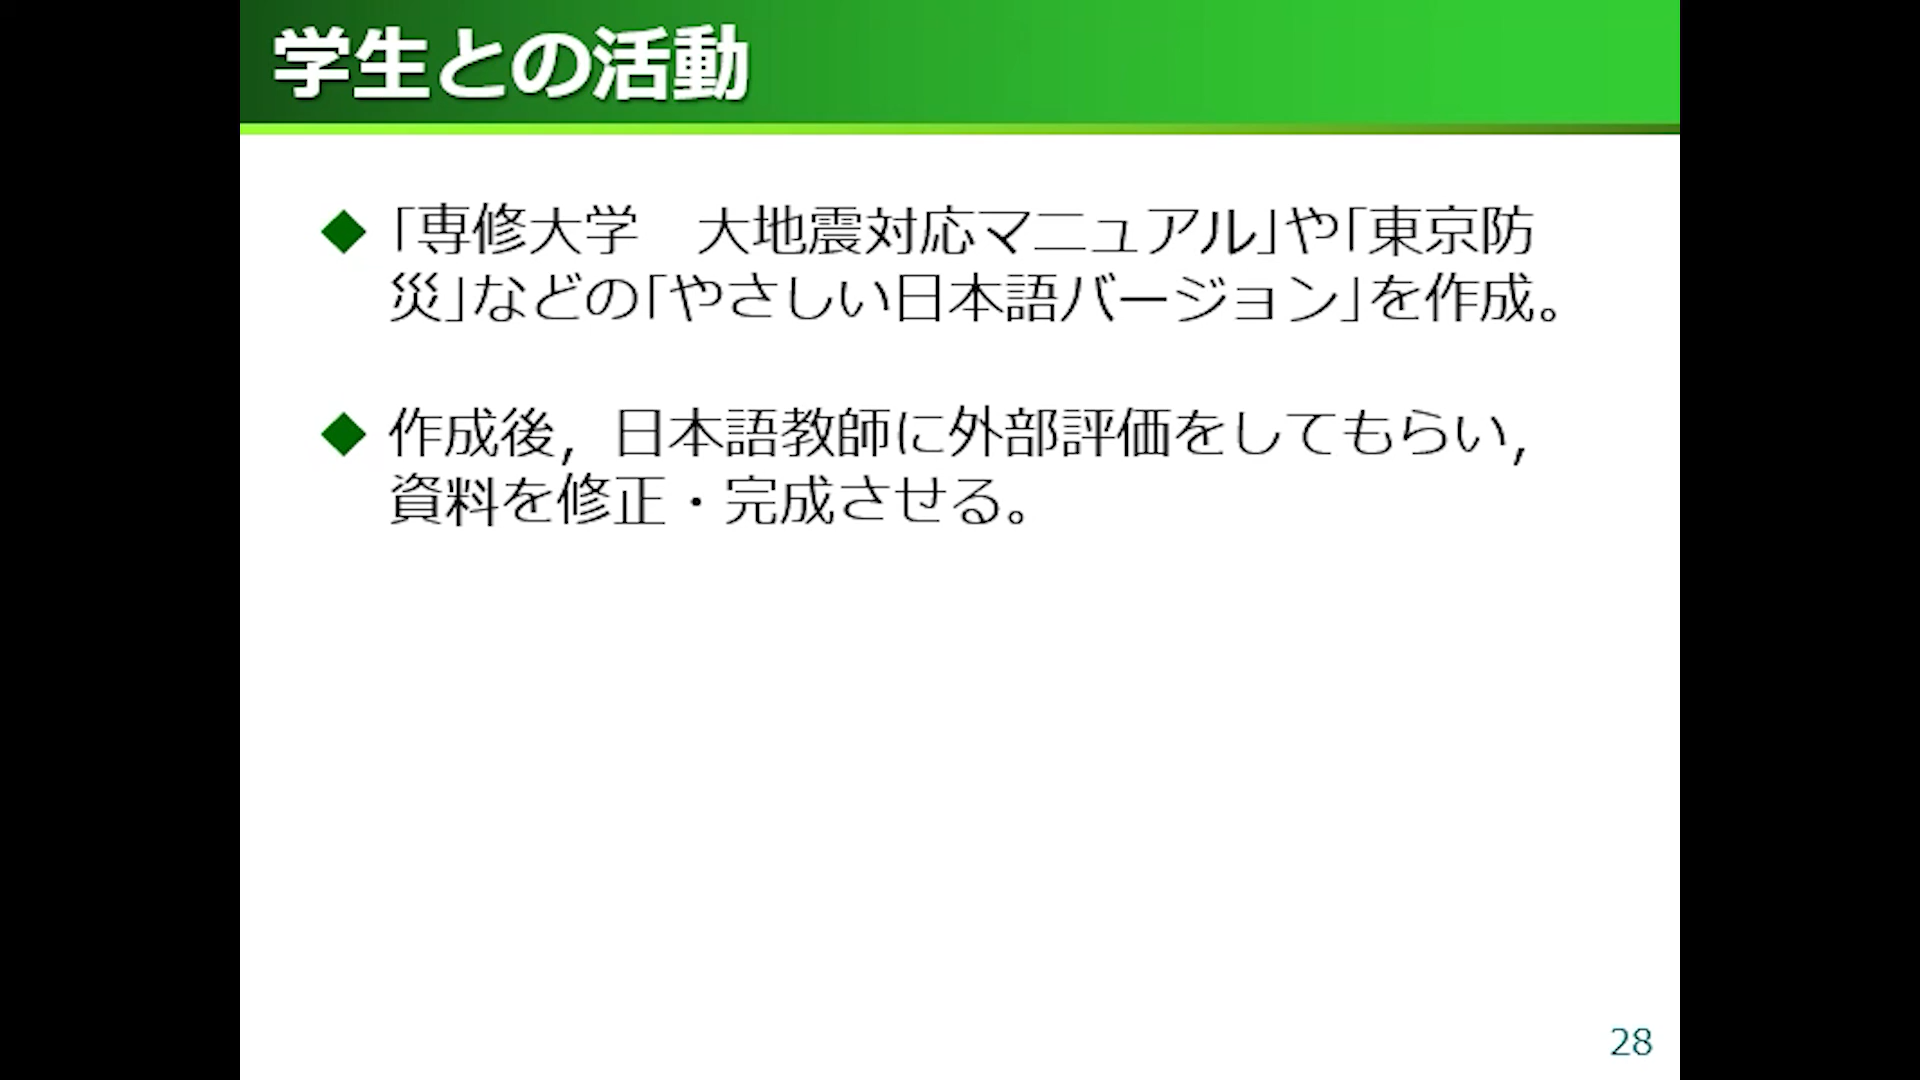 学生との活動
◆「専修大学　大地震対応マニュアル」や「東京防
災」などの「やさしい日本語バージョン」を作成。
◆ 作成後，日本語教師に外部評価をしてもらい，
資料を修正・完成させる。
28